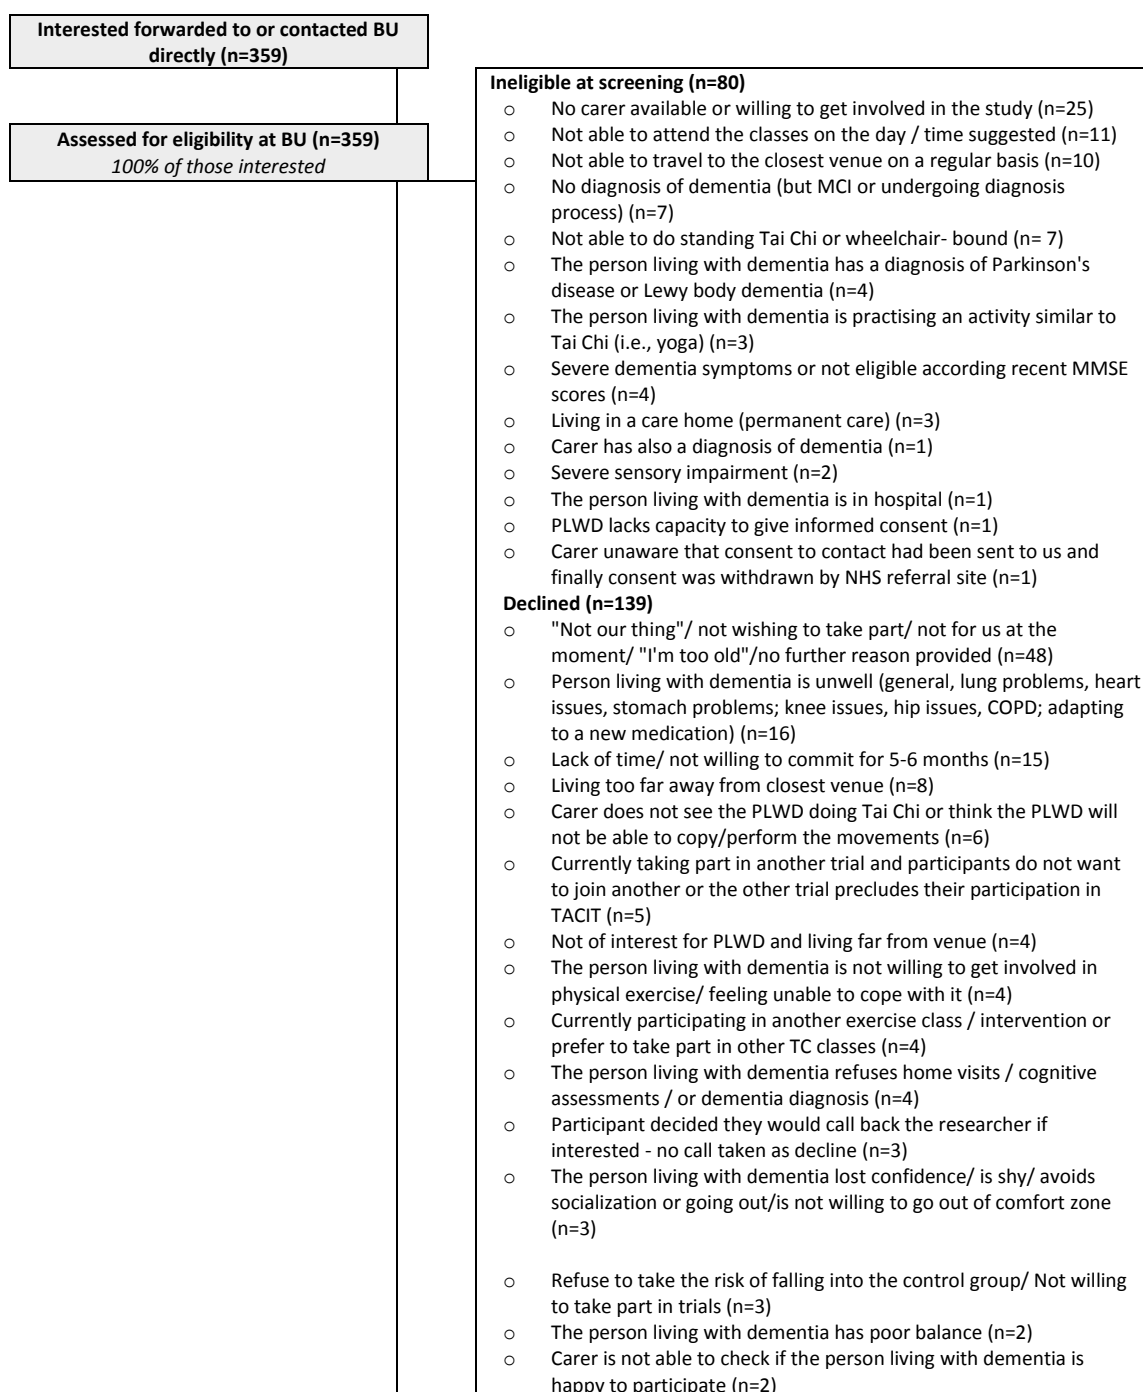 Interested forwarded to or contacted BU
directly (n=359)
Assessed for eligibility at BU (n=359)
100% of those interested
Ineligible at screening (n=80)
o No carer available or willing to get involved in the study (n=25)
o Not able to attend the classes on the day / time suggested (n=11)
o Not able to travel to the closest venue on a regular basis (n=10)
o No diagnosis of dementia (but MCI or undergoing diagnosis
process) (n=7)
o Not able to do standing Tai Chi or wheelchair- bound (n= 7)
o The person living with dementia has a diagnosis of Parkinson's
disease or Lewy body dementia (n=4)
o The person living with dementia is practising an activity similar to
Tai Chi (i.e., yoga) (n=3)
o Severe dementia symptoms or not eligible according recent MMSE
scores (n=4)
o Living in a care home (permanent care) (n=3)
o Carer has also a diagnosis of dementia (n=1)
o Severe sensory impairment (n=2)
o The person living with dementia is in hospital (n=1)
o PLWD lacks capacity to give informed consent (n=1)
o Carer unaware that consent to contact had been sent to us and
finally consent was withdrawn by NHS referral site (n=1)
Declined (n=139)
o "Not our thing"/ not wishing to take part/ not for us at the
moment/ "I'm too old"/no further reason provided (n=48)
o Person living with dementia is unwell (general, lung problems, heart
issues, stomach problems; knee issues, hip issues, COPD; adapting
to a new medication) (n=16)
o Lack of time/ not willing to commit for 5-6 months (n=15)
o Living too far away from closest venue (n=8)
o Carer does not see the PLWD doing Tai Chi or think the PLWD will
not be able to copy/perform the movements (n=6)
o Currently taking part in another trial and participants do not want
to join another or the other trial precludes their participation in
TACIT (n=5)
o Not of interest for PLWD and living far from venue (n=4)
o The person living with dementia is not willing to get involved in
physical exercise/ feeling unable to cope with it (n=4)
o Currently participating in another exercise class / intervention or
prefer to take part in other TC classes (n=4)
o The person living with dementia refuses home visits / cognitive
assessments / or dementia diagnosis (n=4)
o Participant decided they would call back the researcher if
interested - no call taken as decline (n=3)
o The person living with dementia lost confidence/ is shy/ avoids
socialization or going out/is not willing to go out of comfort zone
(n=3)
o Refuse to take the risk of falling into the control group/ Not willing
to take part in trials (n=3)
o The person living with dementia has poor balance (n=2)
o Carer is not able to check if the person living with dementia is
happy to participate (n=2)